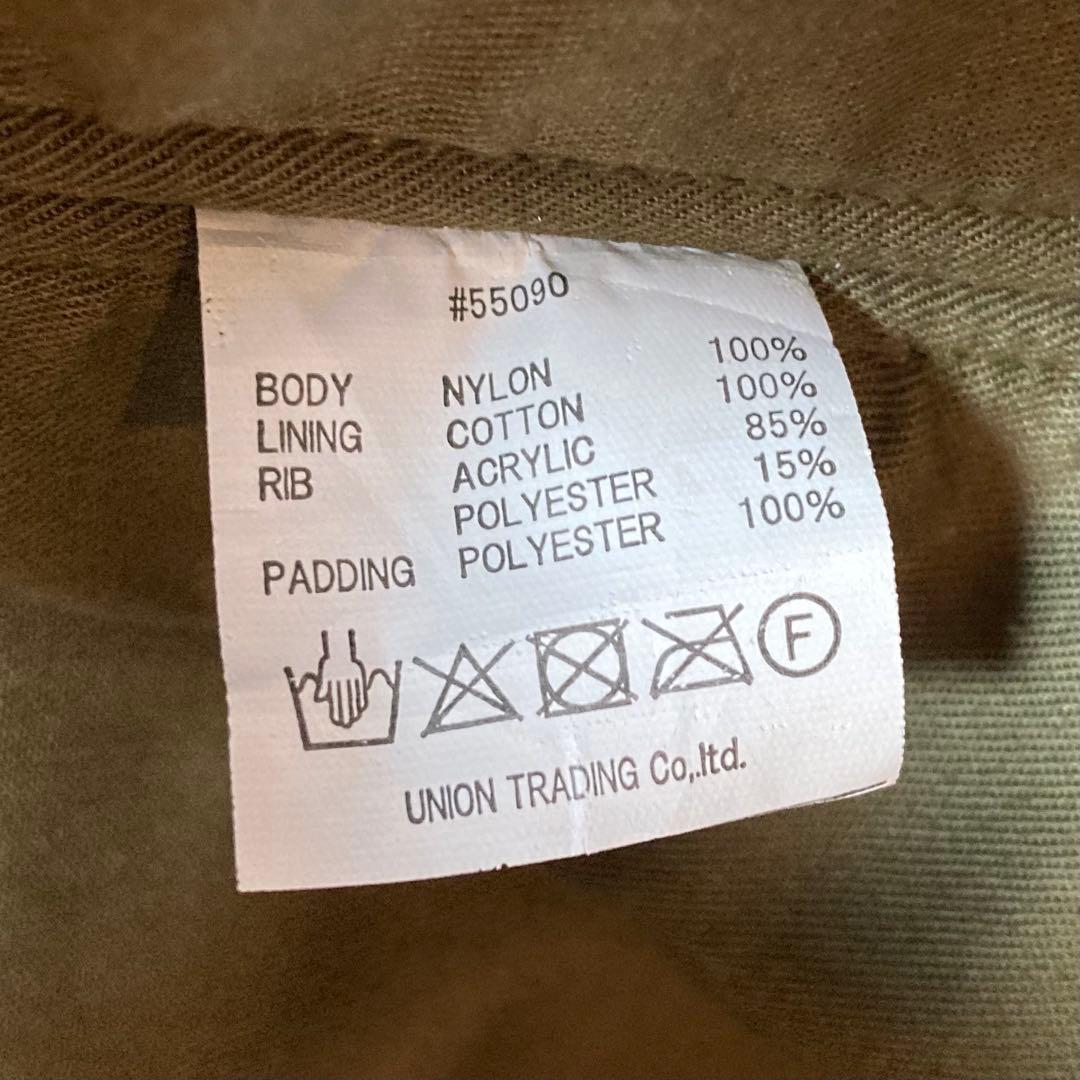 #55090
BODY NYLON 100%
LINING COTTON 100%
RIB ACRYLIC 85%
POLYESTER 15%
PADDING POLYESTER 100%
F
UNION TRADING Co,.ltd.